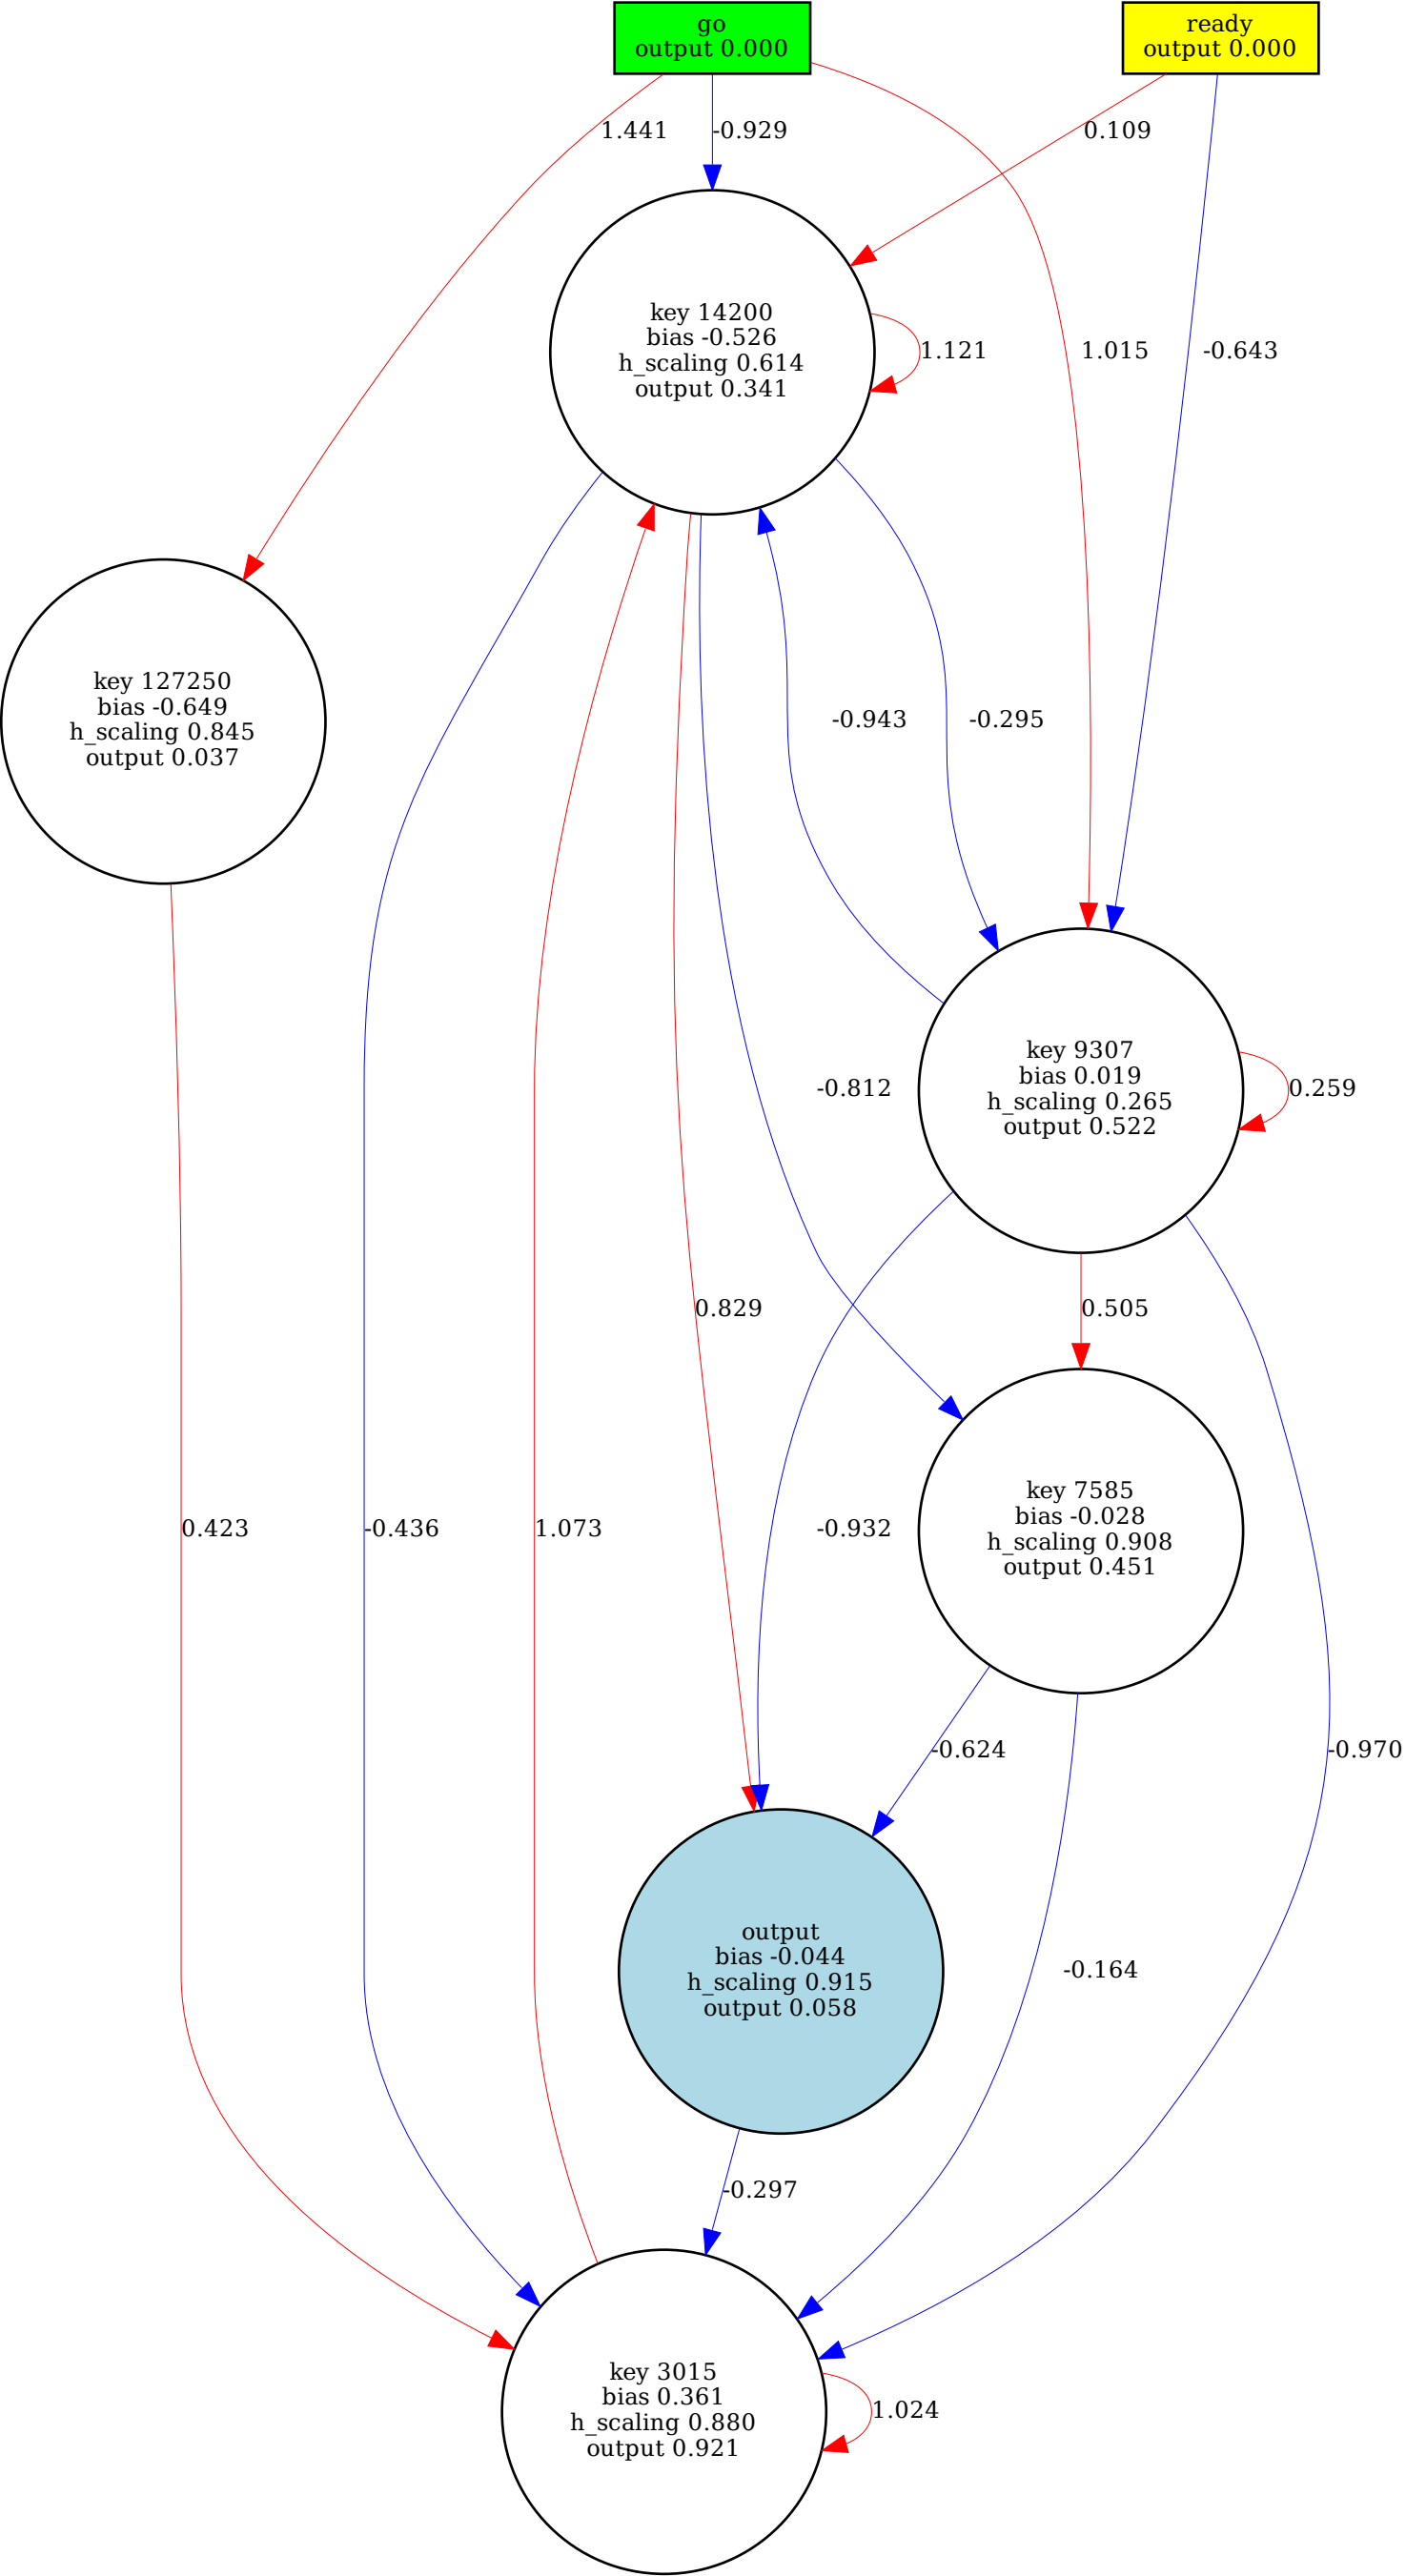 go
output 0.000
ready
output 0.000
1.441
-0.929
0.109
key 14200
bias -0.526
h_scaling 0.614
output 0.341
1.121
1.015
-0.643
key 127250
bias -0.649
h_scaling 0.845
output 0.037
-0.943
-0.295
key 9307
bias 0.019
h_scaling 0.265
output 0.522
-0.812
0.259
0.829
0.505
key 7585
bias -0.028
h_scaling 0.908
output 0.451
0.423
-0.436
1.073
-0.932
-0.624
-0.970
output
bias -0.044
h_scaling 0.915
output 0.058
-0.164
-0.297
key 3015
bias 0.361
h_scaling 0.880
output 0.921
1.024